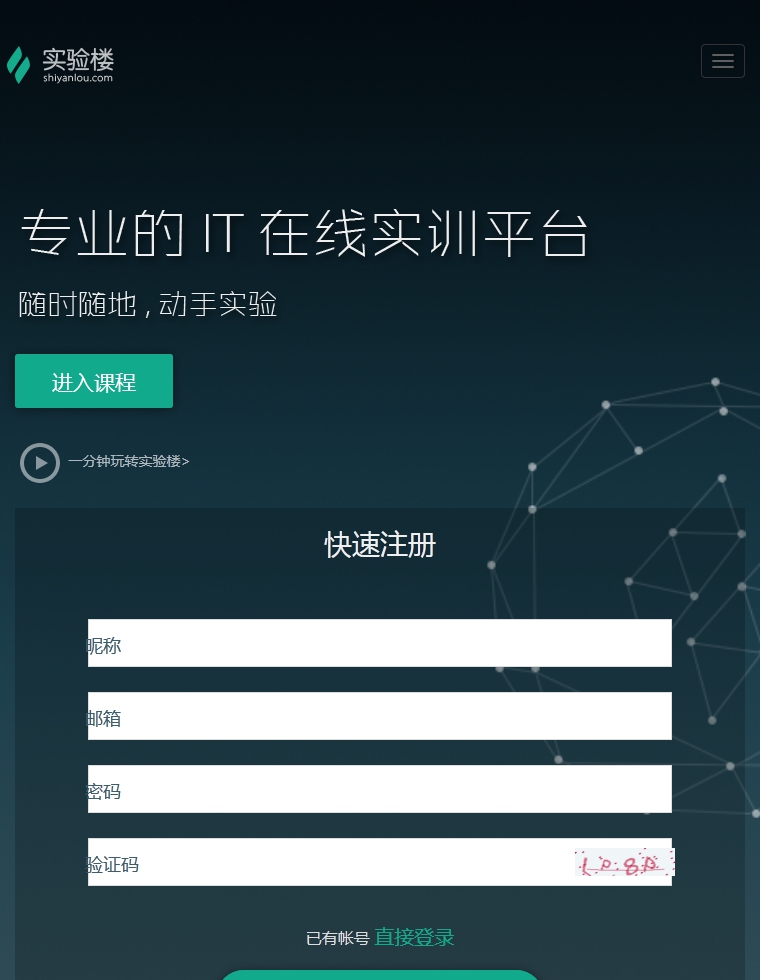 实验楼
shiyanlou.com
专业的 IT 在线实训平台
随时随地 , 动手实验
进入课程
一分钟玩转实验楼>
快速注册
昵称
邮箱
密码
验证码
已有帐号 直接登录